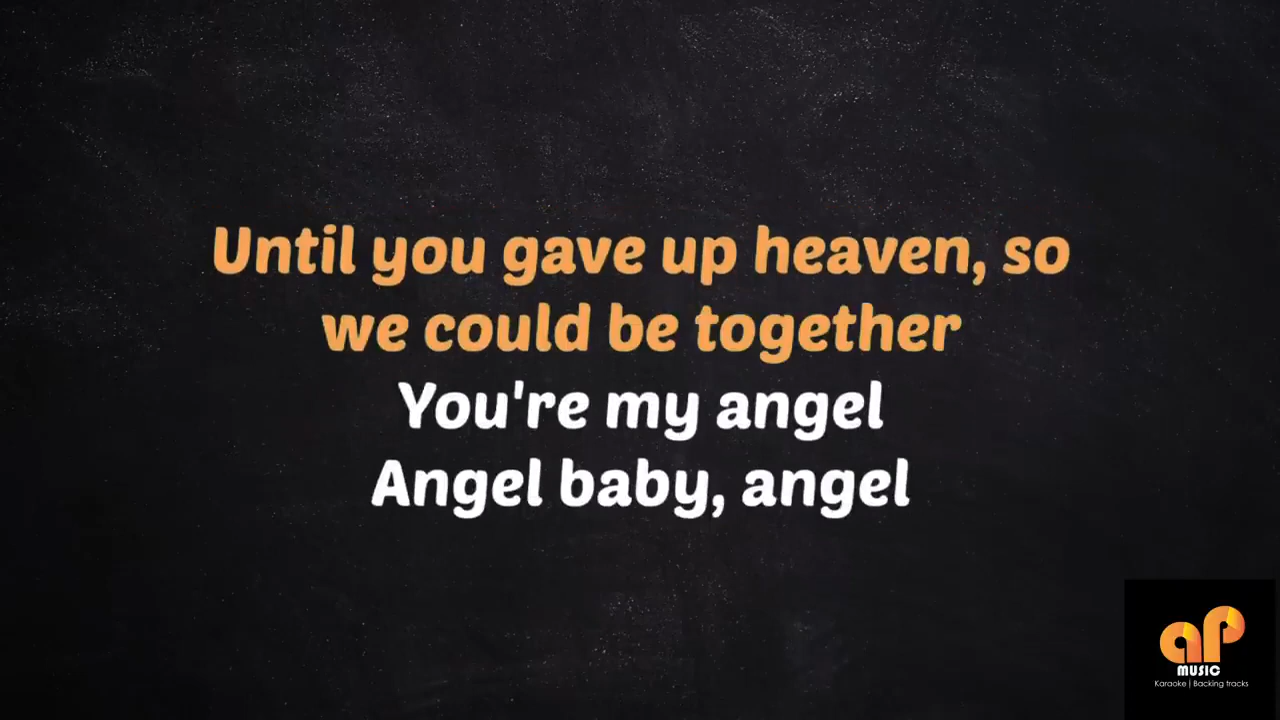 Until you gave up heaven, so
we could be together
You're my angel
Angel baby, angel
aP
MUSIC
Karaoke | Backing tracks